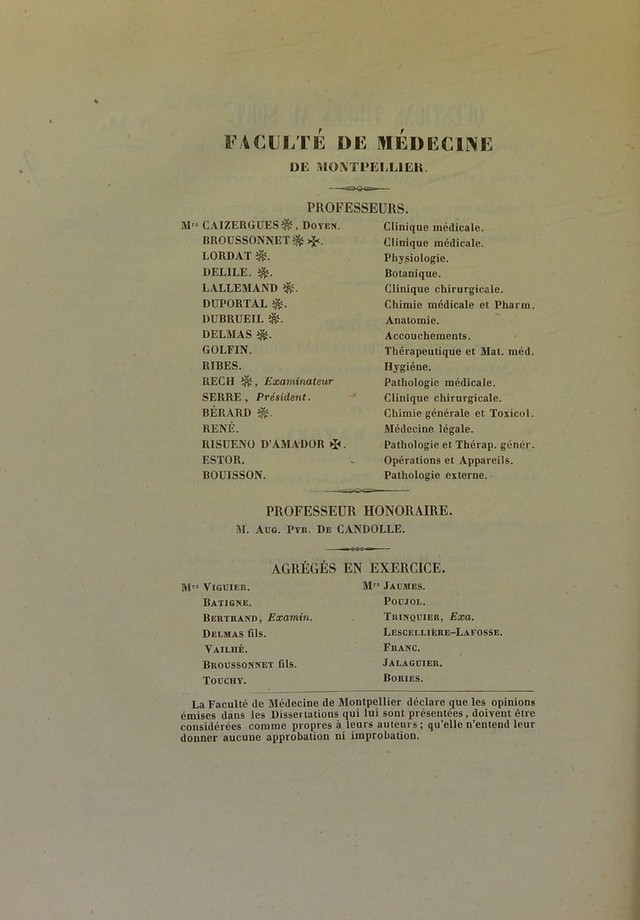 FACULTÉ DE MÉDECINE
DE MONTPELLIER.
PROFESSEURS.
Mrs CAIZERGUES ❋, DOYEN. Clinique médicale.
BROUSSONNET ❋ ✠. Clinique médicale.
LORDAT ❋. Physiologie.
DELILE. ❋. Botanique.
LALLEMAND ❋. Clinique chirurgicale.
DUPORTAL ❋. Chimie médicale et Pharm.
DUBRUEIL ❋. Anatomie.
DELMAS ❋. Accouchements.
GOLFIN. Thérapeutique et Mat. méd.
RIBES. Hygiène.
RECH ❋, Examinateur Pathologie médicale.
SERRE, Président. Clinique chirurgicale.
BÉRARD ❋. Chimie générale et Toxicol.
RENÉ. Médecine légale.
RISUENO D'AMADOR ✠. Pathologie et Thérap. génér.
ESTOR. Opérations et Appareils.
BOUISSON. Pathologie externe.
PROFESSEUR HONORAIRE.
M. AUG. PYR. DE CANDOLLE.
AGRÉGÉS EN EXERCICE.
Mrs VIGUIER. Mrs JAUMES.
BATIGNE. POUJOL.
BERTRAND, Examin. TRINQUIER, Exa.
DELMAS fils. LESCELLIÈRE-LAFOSSE.
VAILHÉ. FRANC.
BROUSSONNET fils. JALAGUIER.
TOUCHY. BORIES.
La Faculté de Médecine de Montpellier déclare que les opinions
émises dans les Dissertations qui lui sont présentées, doivent être
considérées comme propres à leurs auteurs; qu'elle n'entend leur
donner aucune approbation ni improbation.